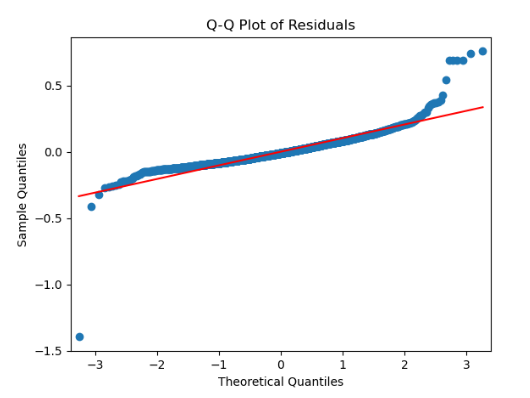 Q-Q Plot of Residuals
0.5
0.0
−0.5
−1.0
−1.5
Sample Quantiles
−3 −2 −1 0 1 2 3
Theoretical Quantiles